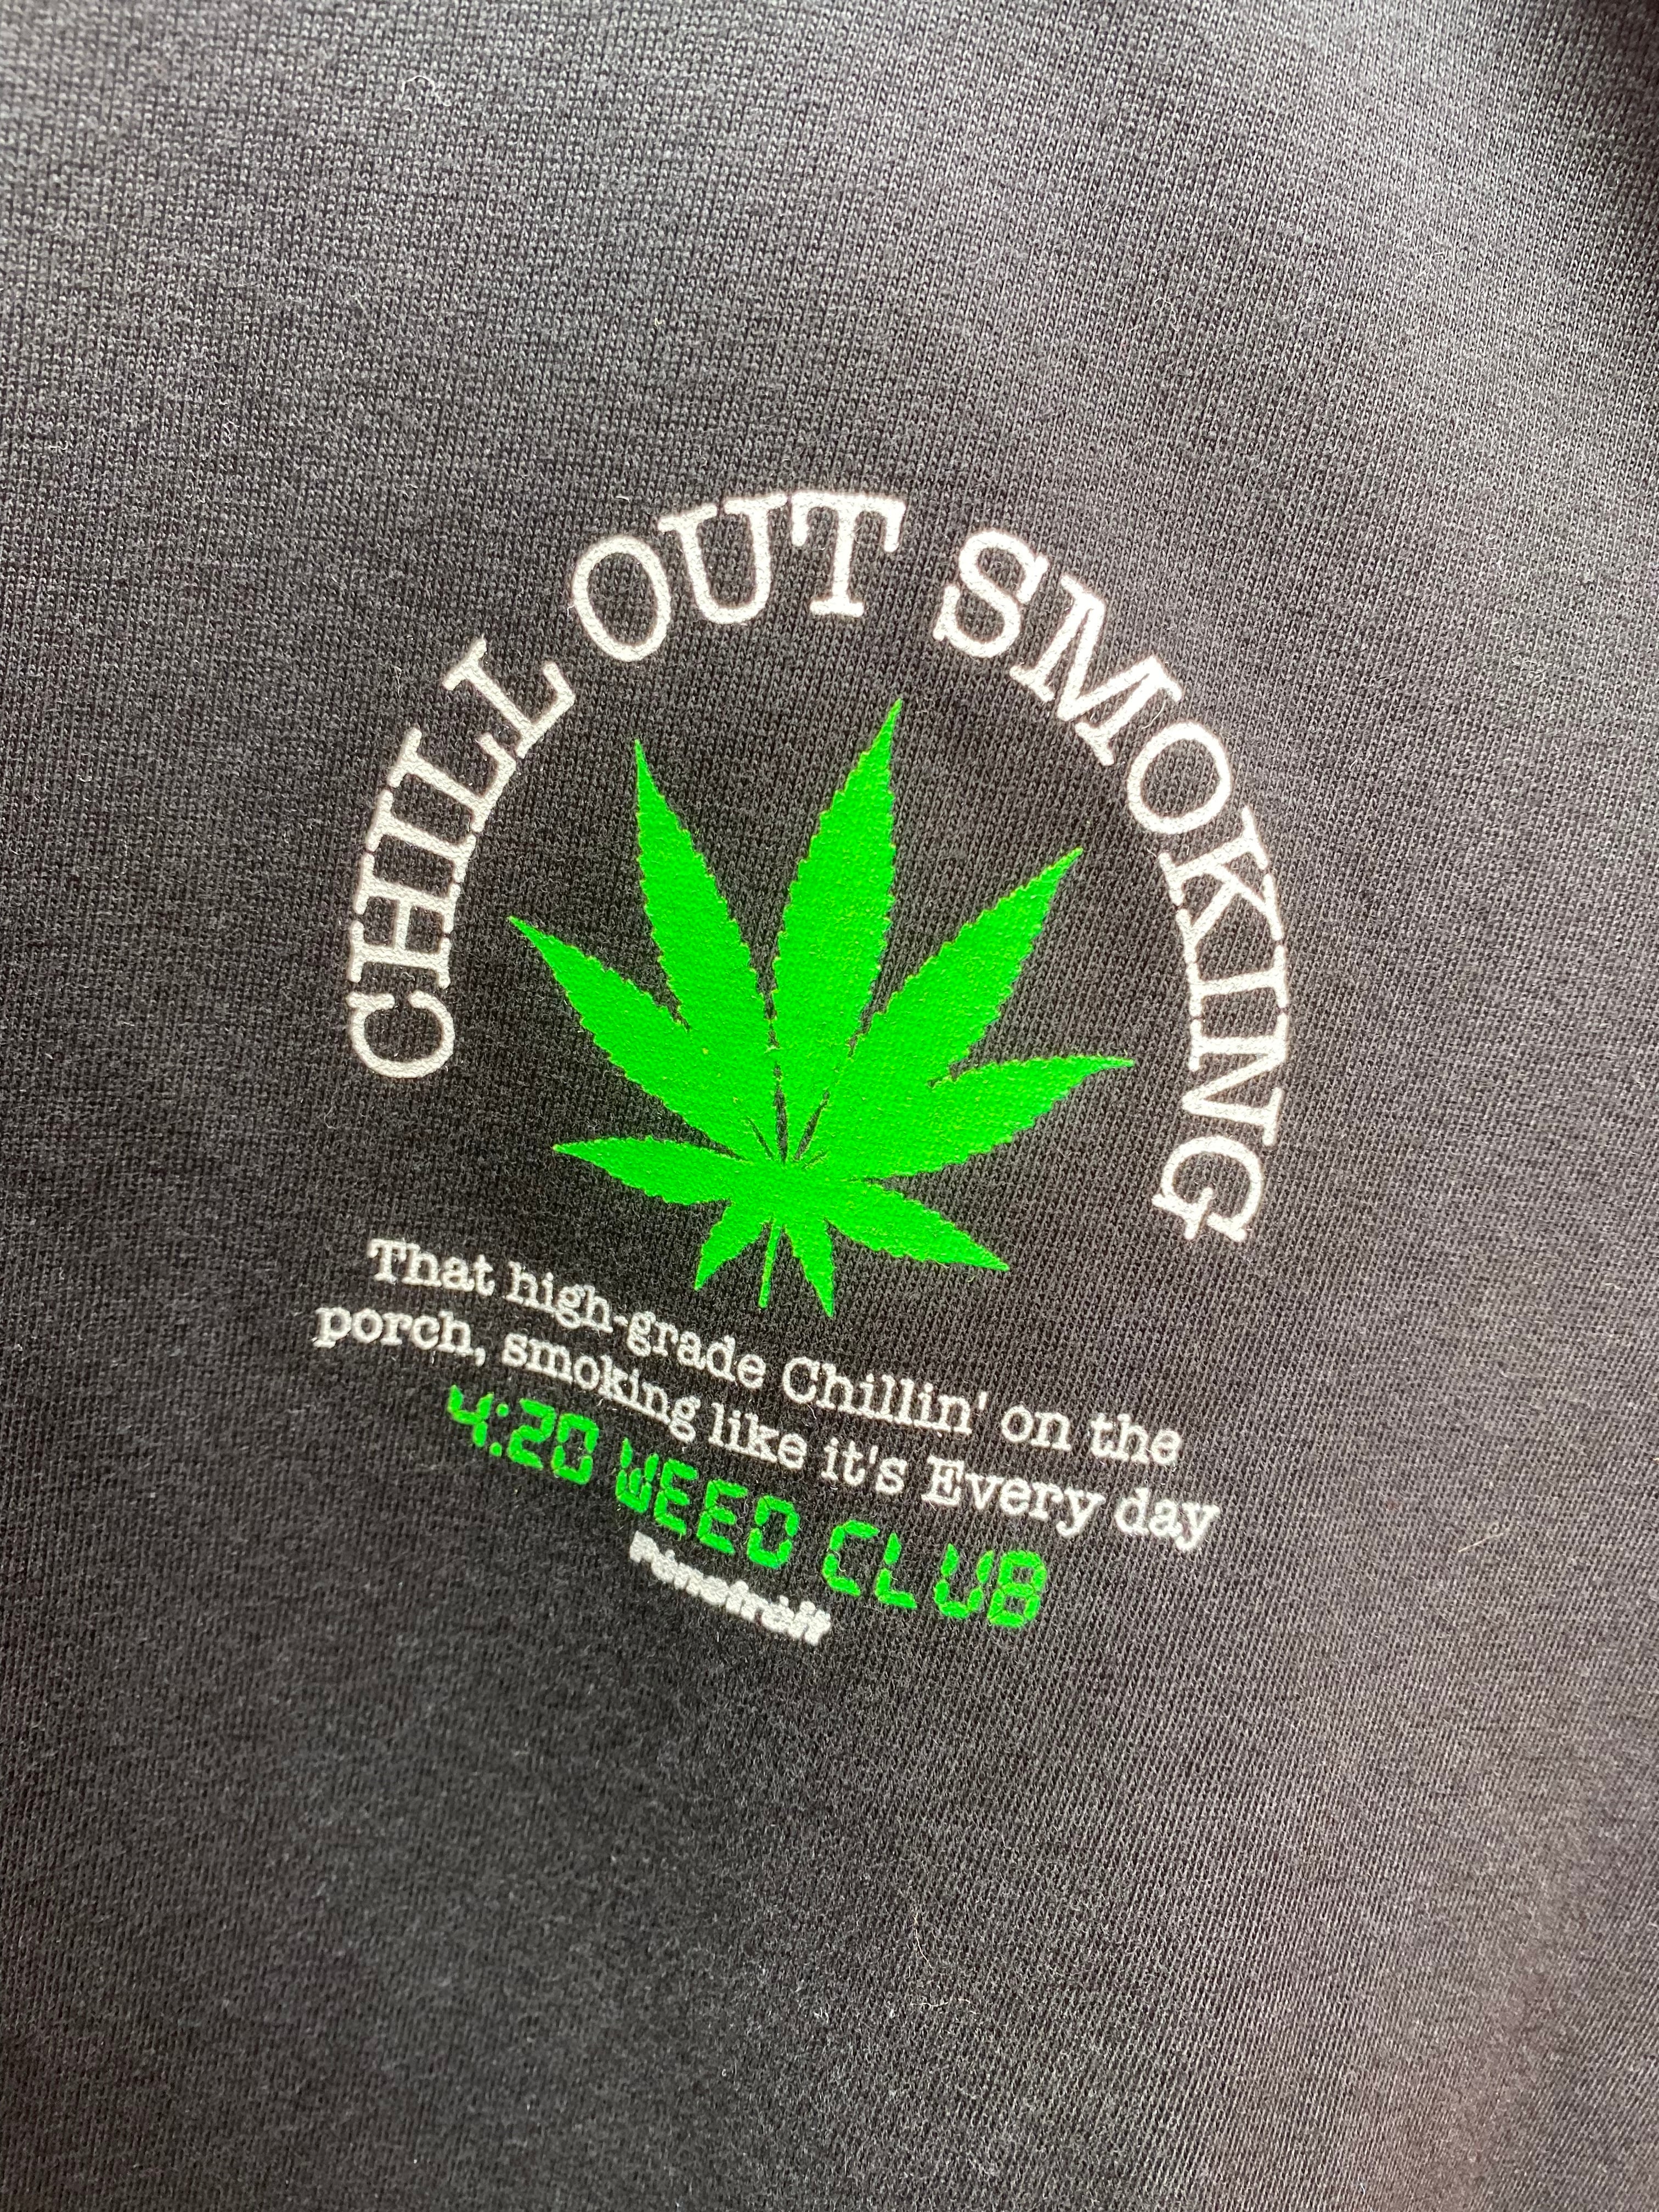 CHILL OUT SMOKING
That high-grade Chillin' on the
porch, smoking like it's Every day
4:20 WEED CLUB